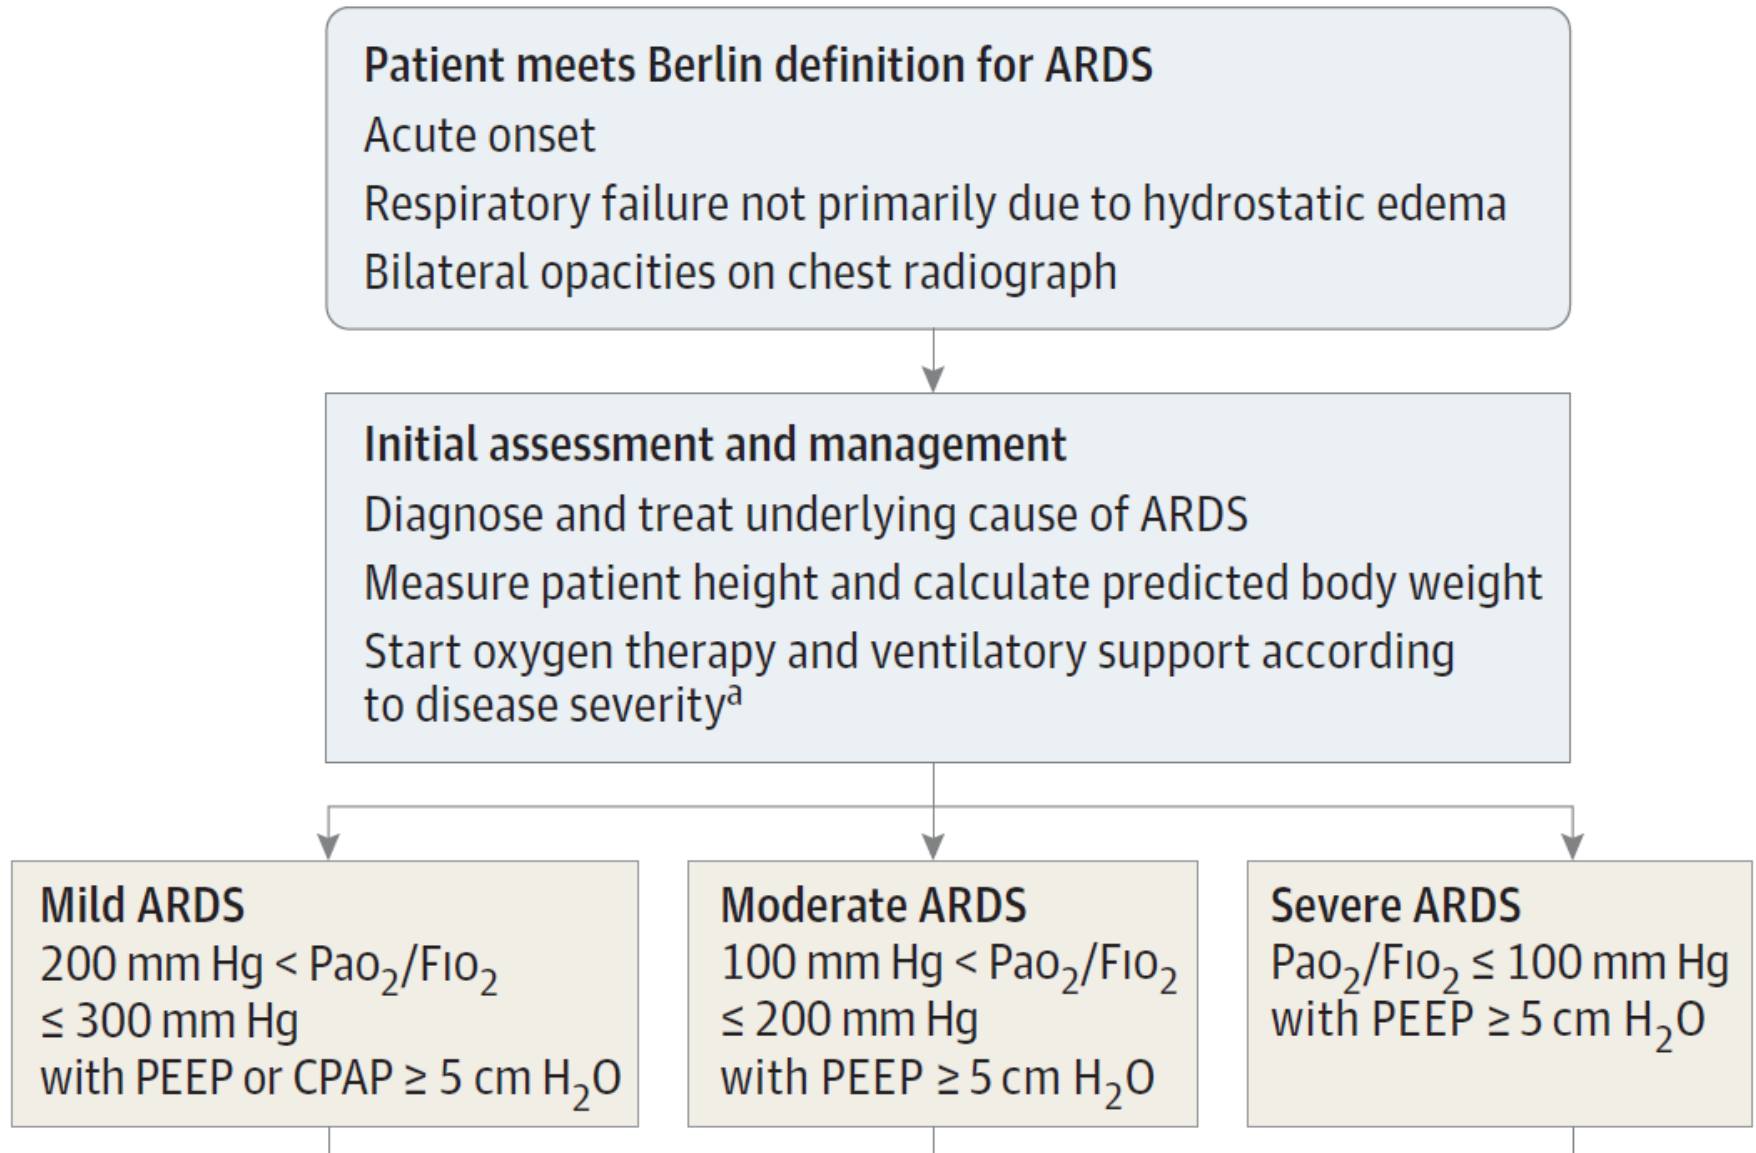 Patient meets Berlin definition for ARDS
Acute onset
Respiratory failure not primarily due to hydrostatic edema
Bilateral opacities on chest radiograph
Initial assessment and management
Diagnose and treat underlying cause of ARDS
Measure patient height and calculate predicted body weight
Start oxygen therapy and ventilatory support according
to disease severityᵃ
Mild ARDS
200 mm Hg < PaO₂/FIO₂
≤ 300 mm Hg
with PEEP or CPAP ≥ 5 cm H₂O
Moderate ARDS
100 mm Hg < PaO₂/FIO₂
≤ 200 mm Hg
with PEEP ≥ 5 cm H₂O
Severe ARDS
PaO₂/FIO₂ ≤ 100 mm Hg
with PEEP ≥ 5 cm H₂O